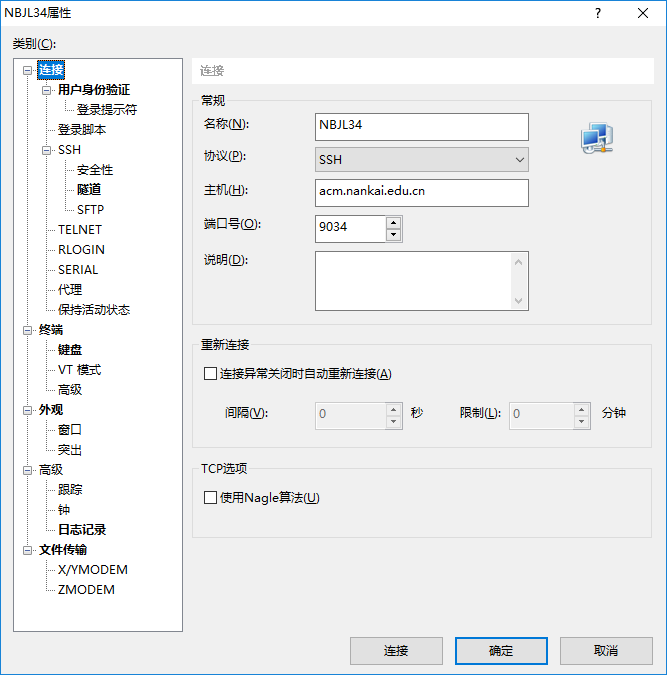 NBJL34属性
类别(C):
连接
用户身份验证
登录提示符
登录脚本
SSH
安全性
隧道
SFTP
TELNET
RLOGIN
SERIAL
代理
保持活动状态
终端
键盘
VT 模式
高级
外观
窗口
突出
高级
跟踪
钟
日志记录
文件传输
X/YMODEM
ZMODEM
连接
常规
名称(N): NBJL34
协议(P): SSH
主机(H): acm.nankai.edu.cn
端口号(O): 9034
说明(D):
重新连接
连接异常关闭时自动重新连接(A)
间隔(V): 0 秒 限制(L): 0 分钟
TCP选项
使用Nagle算法(U)
连接 确定 取消